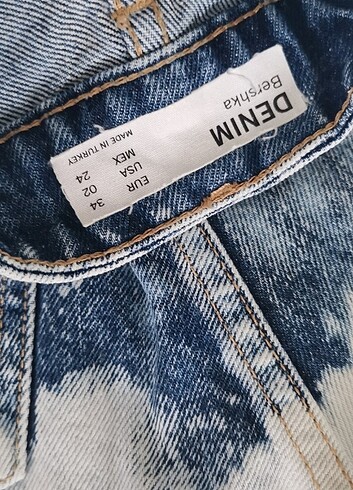 Bershka
DENIM
EUR 34
USA 02
MEX 24
MADE IN TURKEY